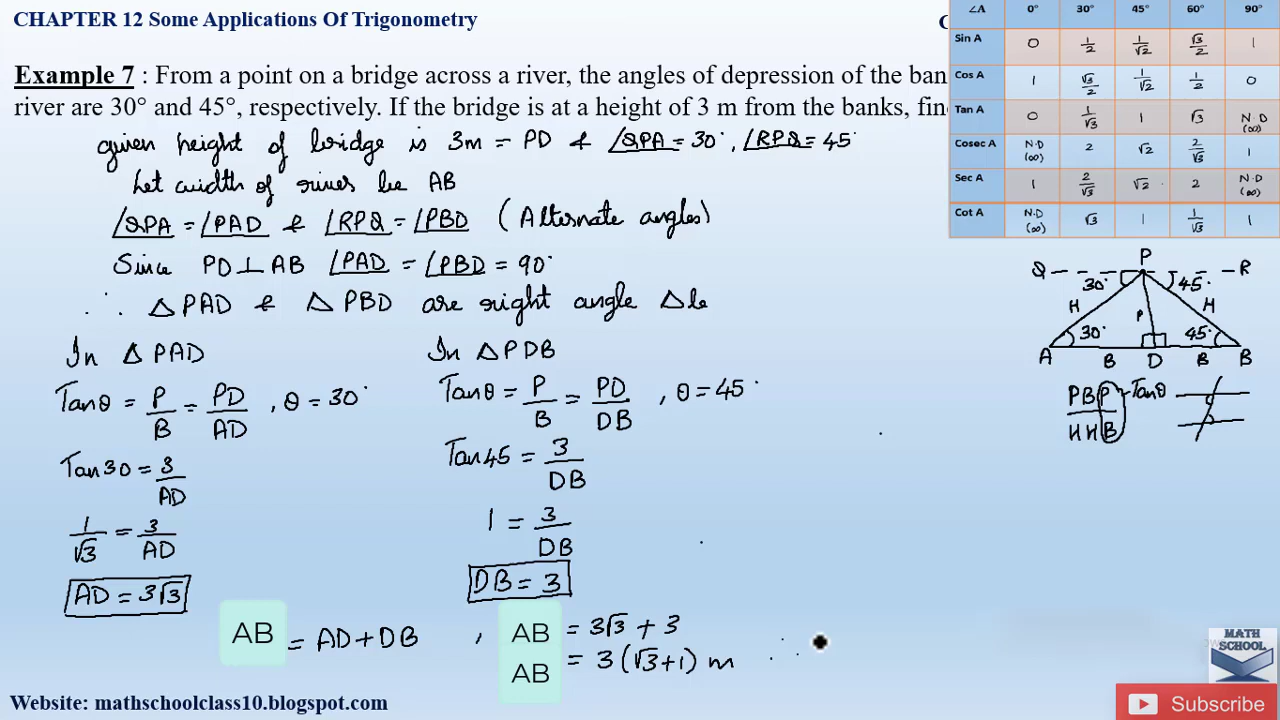 CHAPTER 12 Some Applications Of Trigonometry
Example 7 : From a point on a bridge across a river, the angles of depression of the ban
river are 30° and 45°, respectively. If the bridge is at a height of 3 m from the banks, fin
given height of bridge is 3m = PD & ∠QPA = 30°, ∠RPQ = 45°
Let width of river be AB
∠QPA = ∠PAD & ∠RPQ = ∠PBD (Alternate angles)
Since PD⊥AB ∠PAD = ∠PBD = 90°
∴ △PAD & △PBD are right angle △le
In △PAD
Tanθ = P/B = PD/AD , θ = 30°
Tan30 = 3/AD
1/√3 = 3/AD
AD = 3√3
In △PDB
Tanθ = P/B = PD/DB , θ = 45°
Tan45 = 3/DB
1 = 3/DB
DB = 3
AB = AD + DB , AB = 3√3 + 3
AB = 3(√3+1) m
∠A 0° 30° 45° 60° 90°
Sin A 0 1/2 1/√2 √3/2 1
Cos A 1 √3/2 1/√2 1/2 0
Tan A 0 1/√3 1 √3 N.D (∞)
Cosec A N.D (∞) 2 √2 2/√3 1
Sec A 1 2/√3 √2 2 N.D (∞)
Cot A N.D (∞) √3 1 1/√3 1
Q P R
30° 45°
H P H
30° 45°
A B D B B
PBP Tanθ
HHB
MATH
SCHOOL
Website: mathschoolclass10.blogspot.com
Subscribe